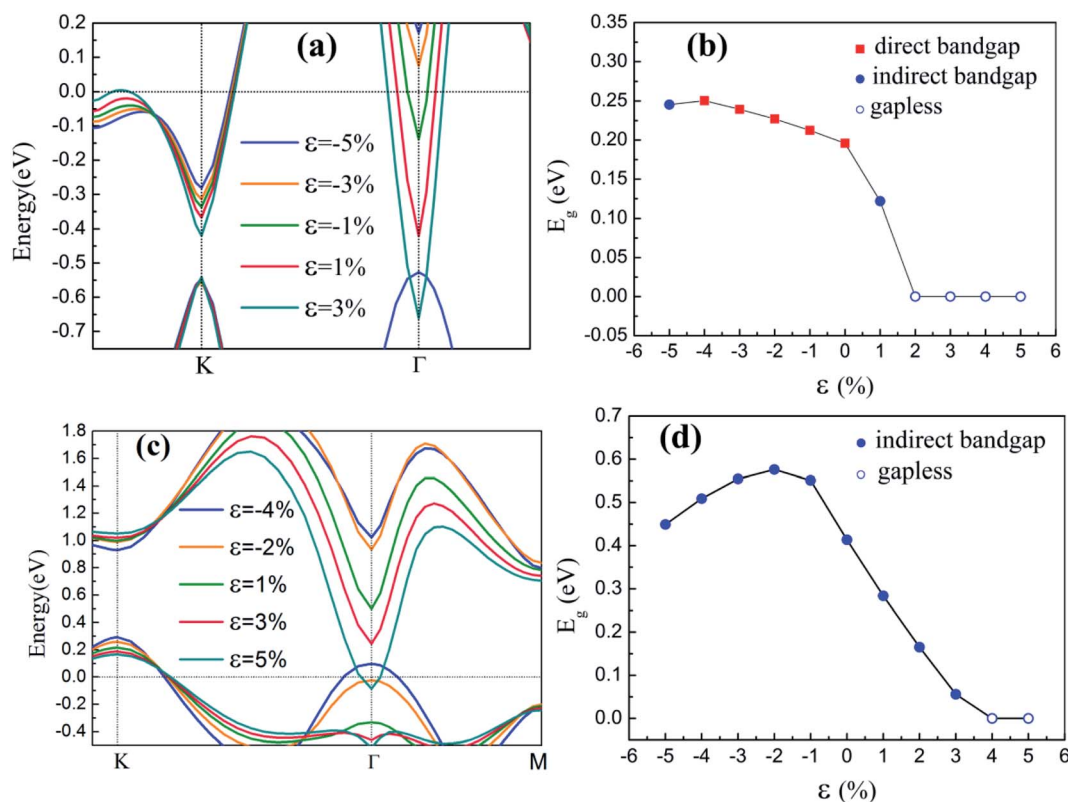 (a)
0.2
0.1
0.0
-0.1
-0.2
-0.3
-0.4
-0.5
-0.6
-0.7
Energy(eV)
ε=-5%
ε=-3%
ε=-1%
ε=1%
ε=3%
K
Γ
(b)
direct bandgap
indirect bandgap
gapless
0.35
0.30
0.25
0.20
0.15
0.10
0.05
0.00
-0.05
E_g (eV)
-6 -5 -4 -3 -2 -1 0 1 2 3 4 5 6
ε (%)
(c)
1.8
1.6
1.4
1.2
1.0
0.8
0.6
0.4
0.2
0.0
-0.2
-0.4
Energy(eV)
ε=-4%
ε=-2%
ε=1%
ε=3%
ε=5%
K
Γ
M
(d)
indirect bandgap
gapless
0.7
0.6
0.5
0.4
0.3
0.2
0.1
0.0
E_g (eV)
-6 -5 -4 -3 -2 -1 0 1 2 3 4 5 6
ε (%)